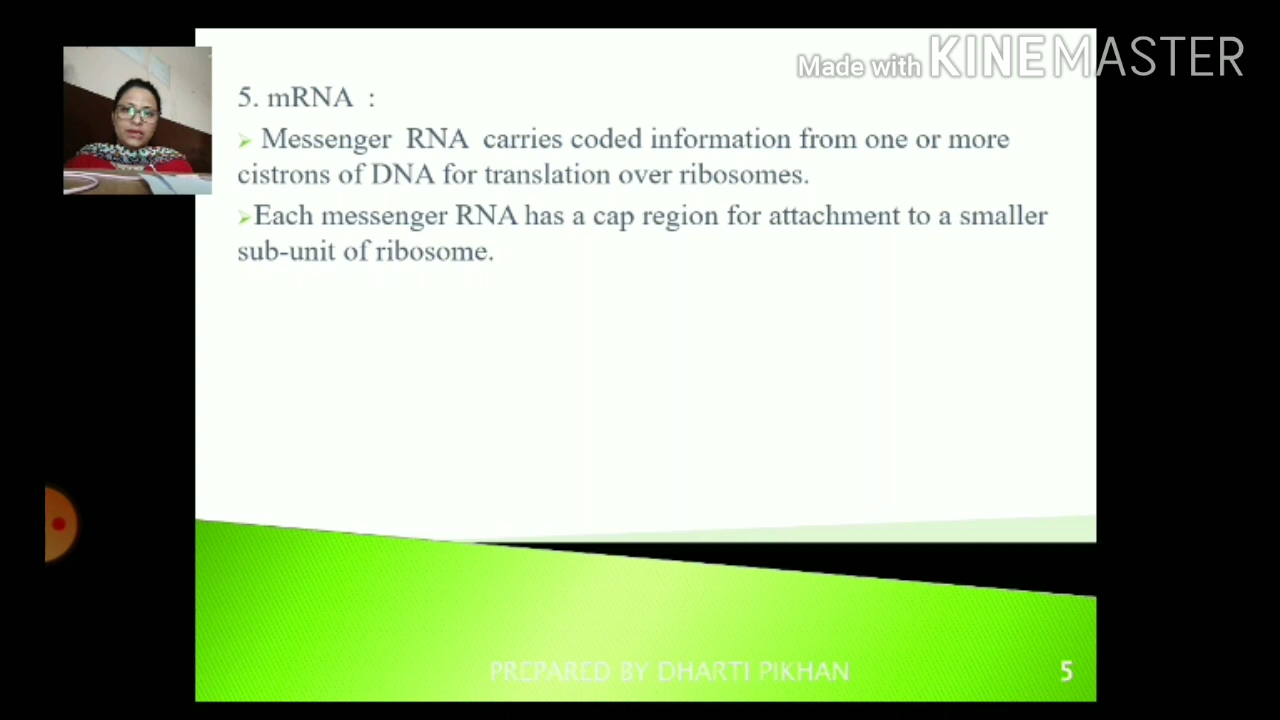 Made with KINEMASTER
5. mRNA :
Messenger RNA carries coded information from one or more
cistrons of DNA for translation over ribosomes.
Each messenger RNA has a cap region for attachment to a smaller
sub-unit of ribosome.
PREPARED BY DHARTI PIKHAN
5